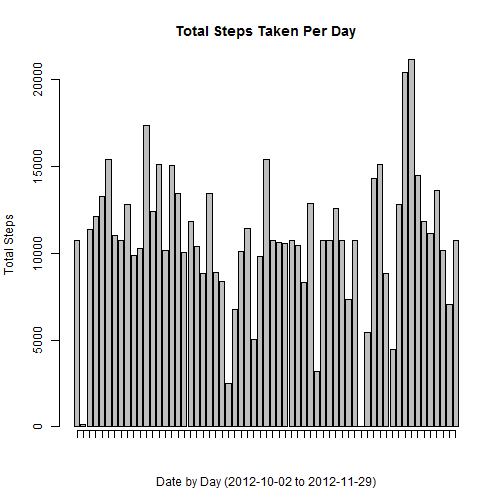 Total Steps Taken Per Day
Total Steps
20000
15000
10000
5000
0
Date by Day (2012-10-02 to 2012-11-29)